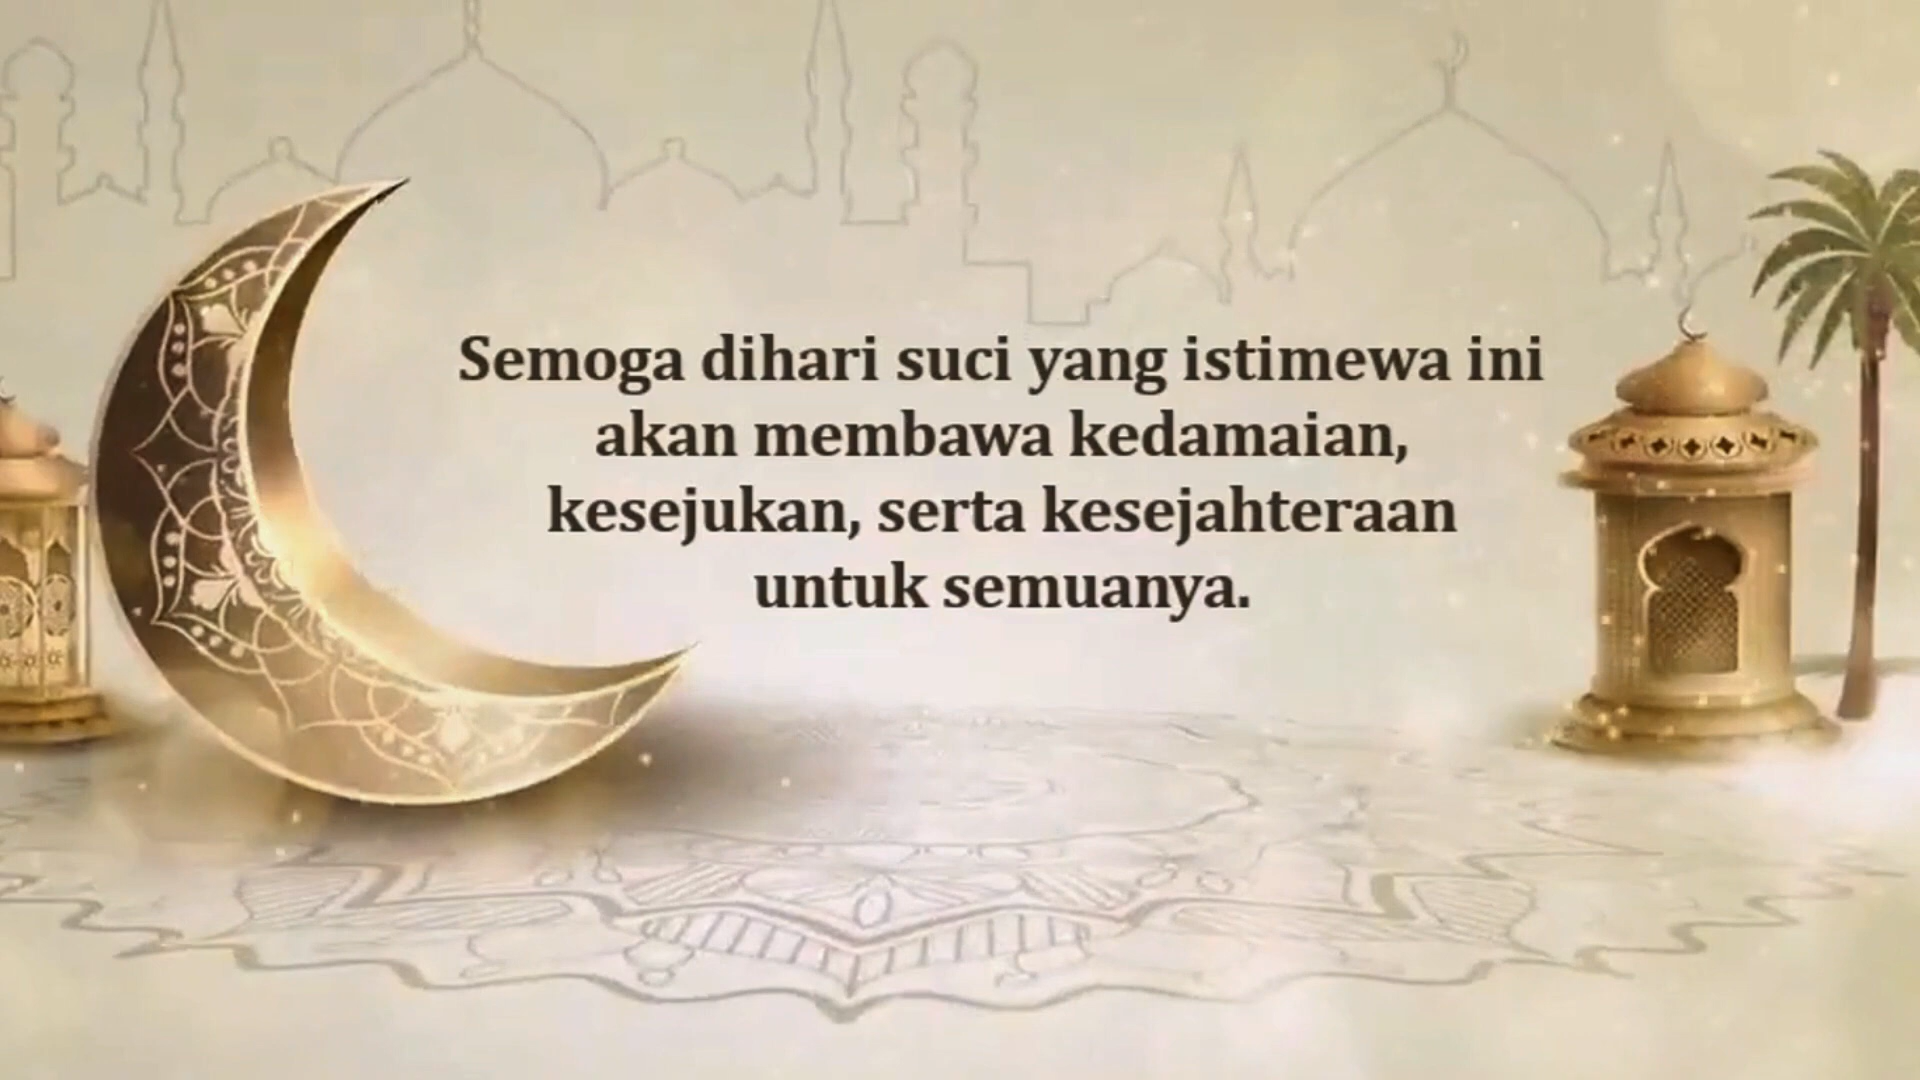 Semoga dihari suci yang istimewa ini
akan membawa kedamaian,
kesejukan, serta kesejahteraan
untuk semuanya.